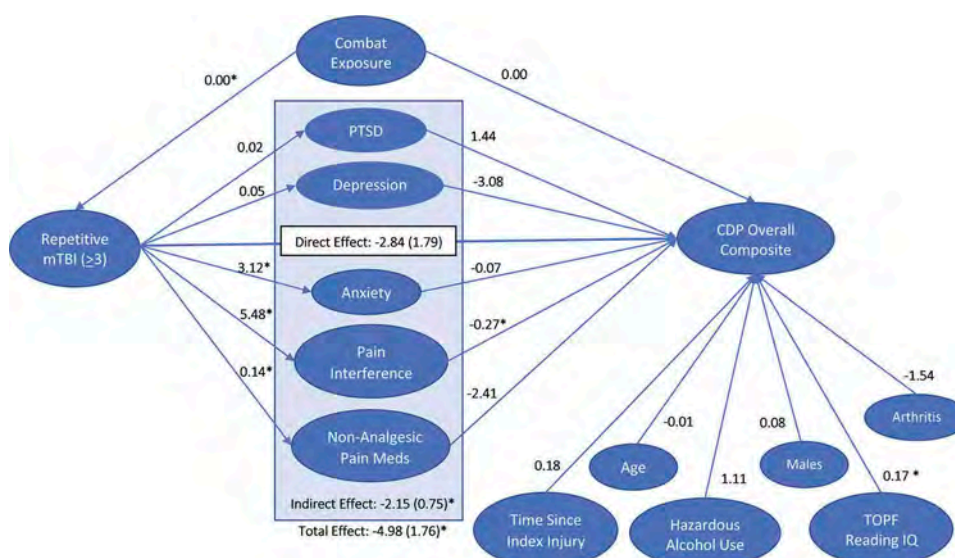 Combat
Exposure
0.00*
0.00
PTSD
0.02
1.44
Depression
0.05
-3.08
Repetitive
mTBI (≥3)
Direct Effect: -2.84 (1.79)
CDP Overall
Composite
3.12*
Anxiety
-0.07
5.48*
Pain
Interference
-0.27*
0.14*
Non-Analgesic
Pain Meds
-2.41
Indirect Effect: -2.15 (0.75)*
Total Effect: -4.98 (1.76)*
0.18
Time Since
Index Injury
-0.01
Age
1.11
Hazardous
Alcohol Use
0.08
Males
0.17 *
TOPF
Reading IQ
-1.54
Arthritis